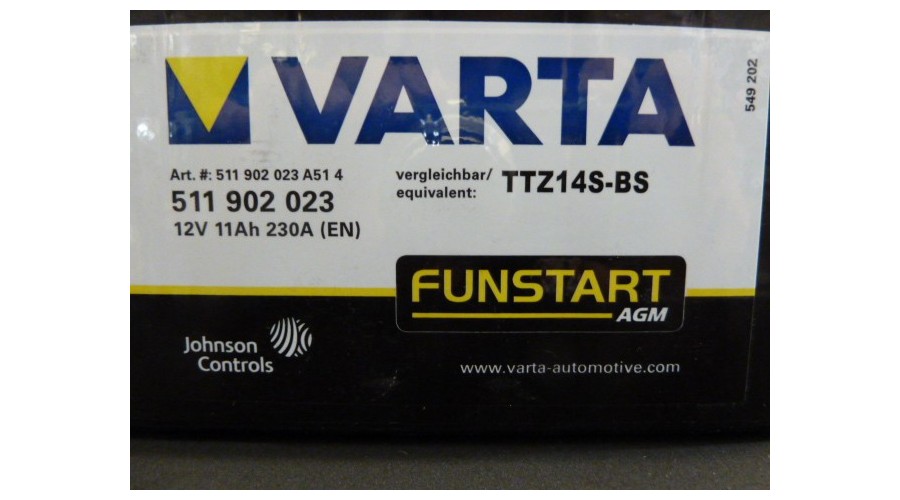 VARTA
549 202
Art. #: 511 902 023 A51 4
511 902 023
12V 11Ah 230A (EN)
vergleichbar/
equivalent: TTZ14S-BS
FUNSTART
AGM
Johnson
Controls
www.varta-automotive.com